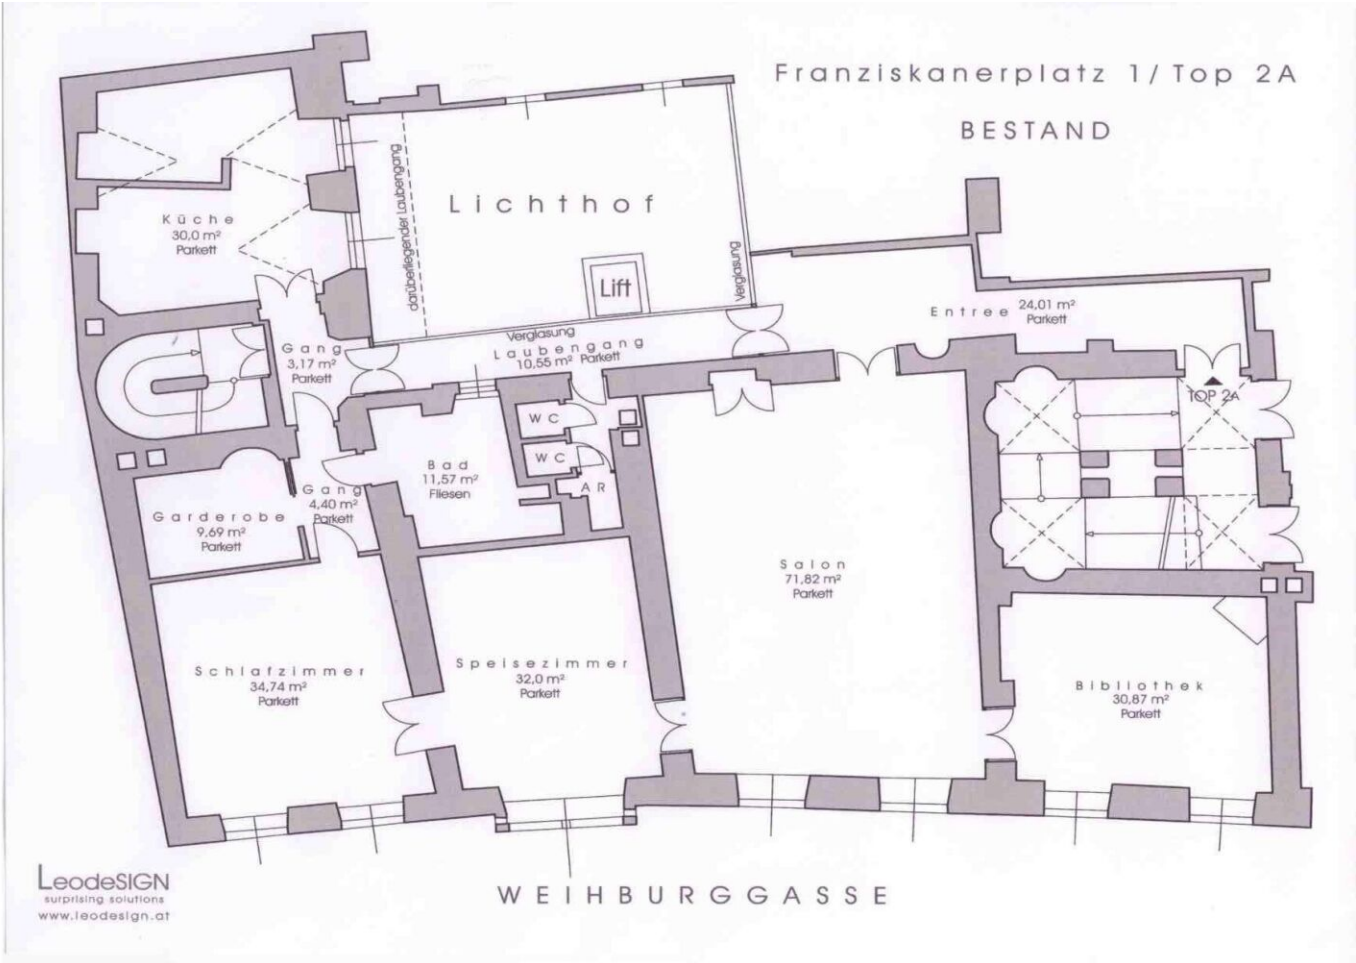 Franziskanerplatz 1/ Top 2A
BESTAND
Lichthof
darüberliegender Laubengang
Verglasung
Lift
Küche
30,0 m²
Parkett
Entree
24,01 m²
Parkett
Verglasung
Laubengang
10,55 m² Parkett
Gang
3,17 m²
Parkett
TOP 2A
WC
WC
AR
Bad
11,57 m²
Fliesen
Gang
4,40 m²
Parkett
Garderobe
9,69 m²
Parkett
Salon
71,82 m²
Parkett
Schlafzimmer
34,74 m²
Parkett
Speisezimmer
32,0 m²
Parkett
Bibliothek
30,87 m²
Parkett
LeodeSIGN
surprising solutions
www.leodesign.at
WEIHBURGGASSE